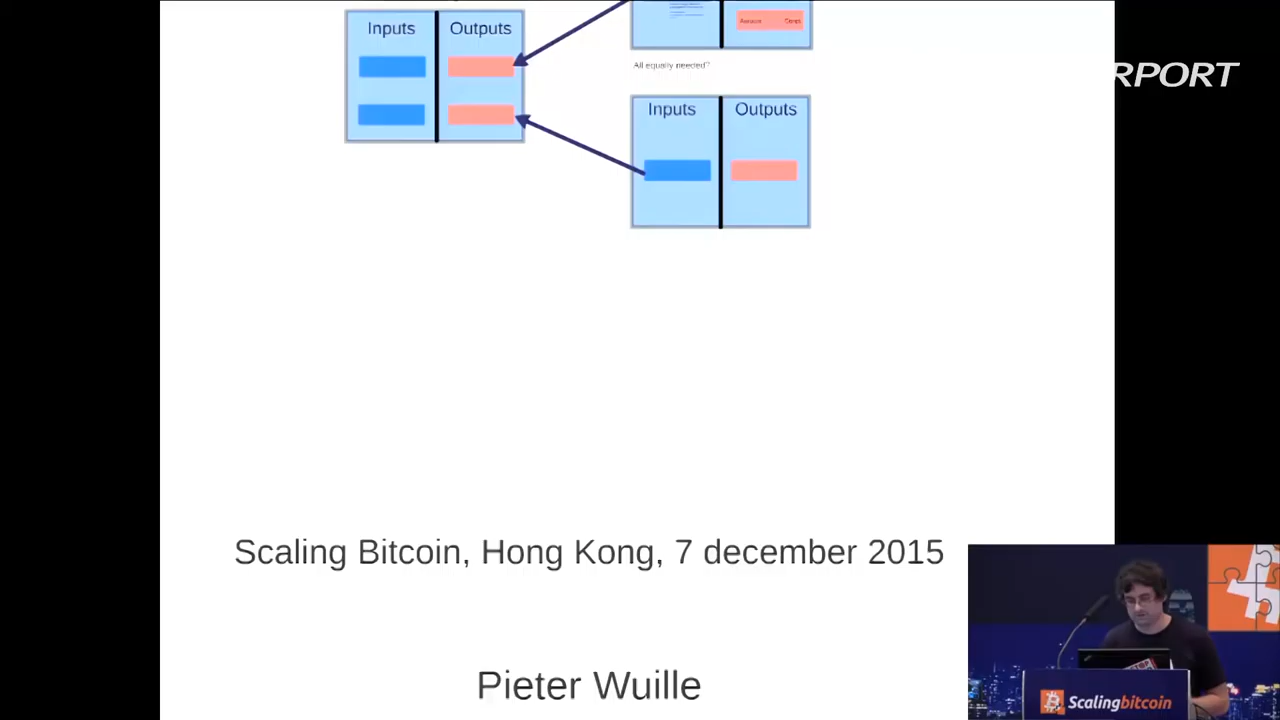 Inputs Outputs
All equally needed?
RPORT
Inputs Outputs
Scaling Bitcoin, Hong Kong, 7 december 2015
Pieter Wuille
Scalingbitcoin